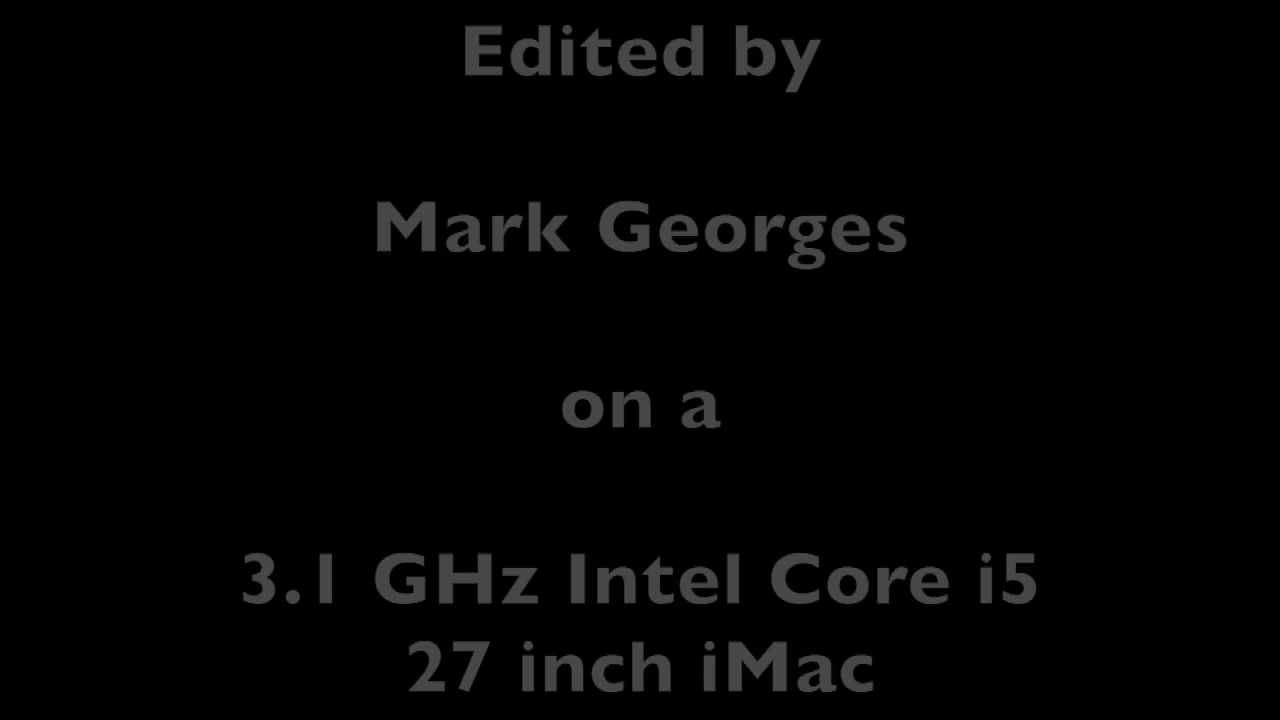 Edited by
Mark Georges
on a
3.1 GHz Intel Core i5
27 inch iMac